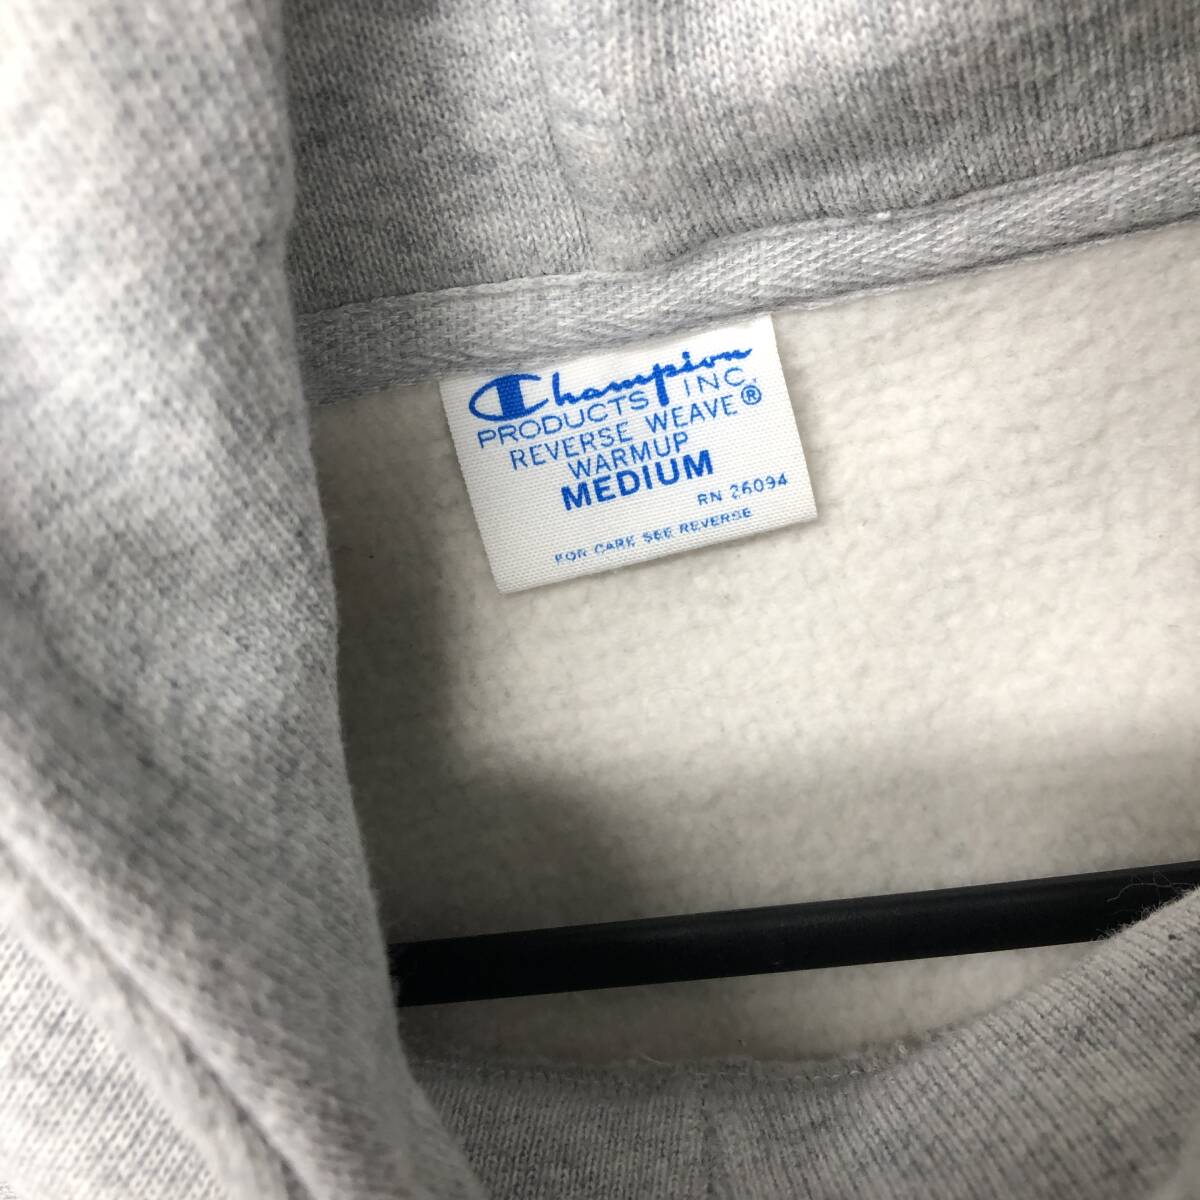 Champion
PRODUCTS INC.
REVERSE WEAVE®
WARMUP
MEDIUM
RN 26094
FOR CARE SEE REVERSE